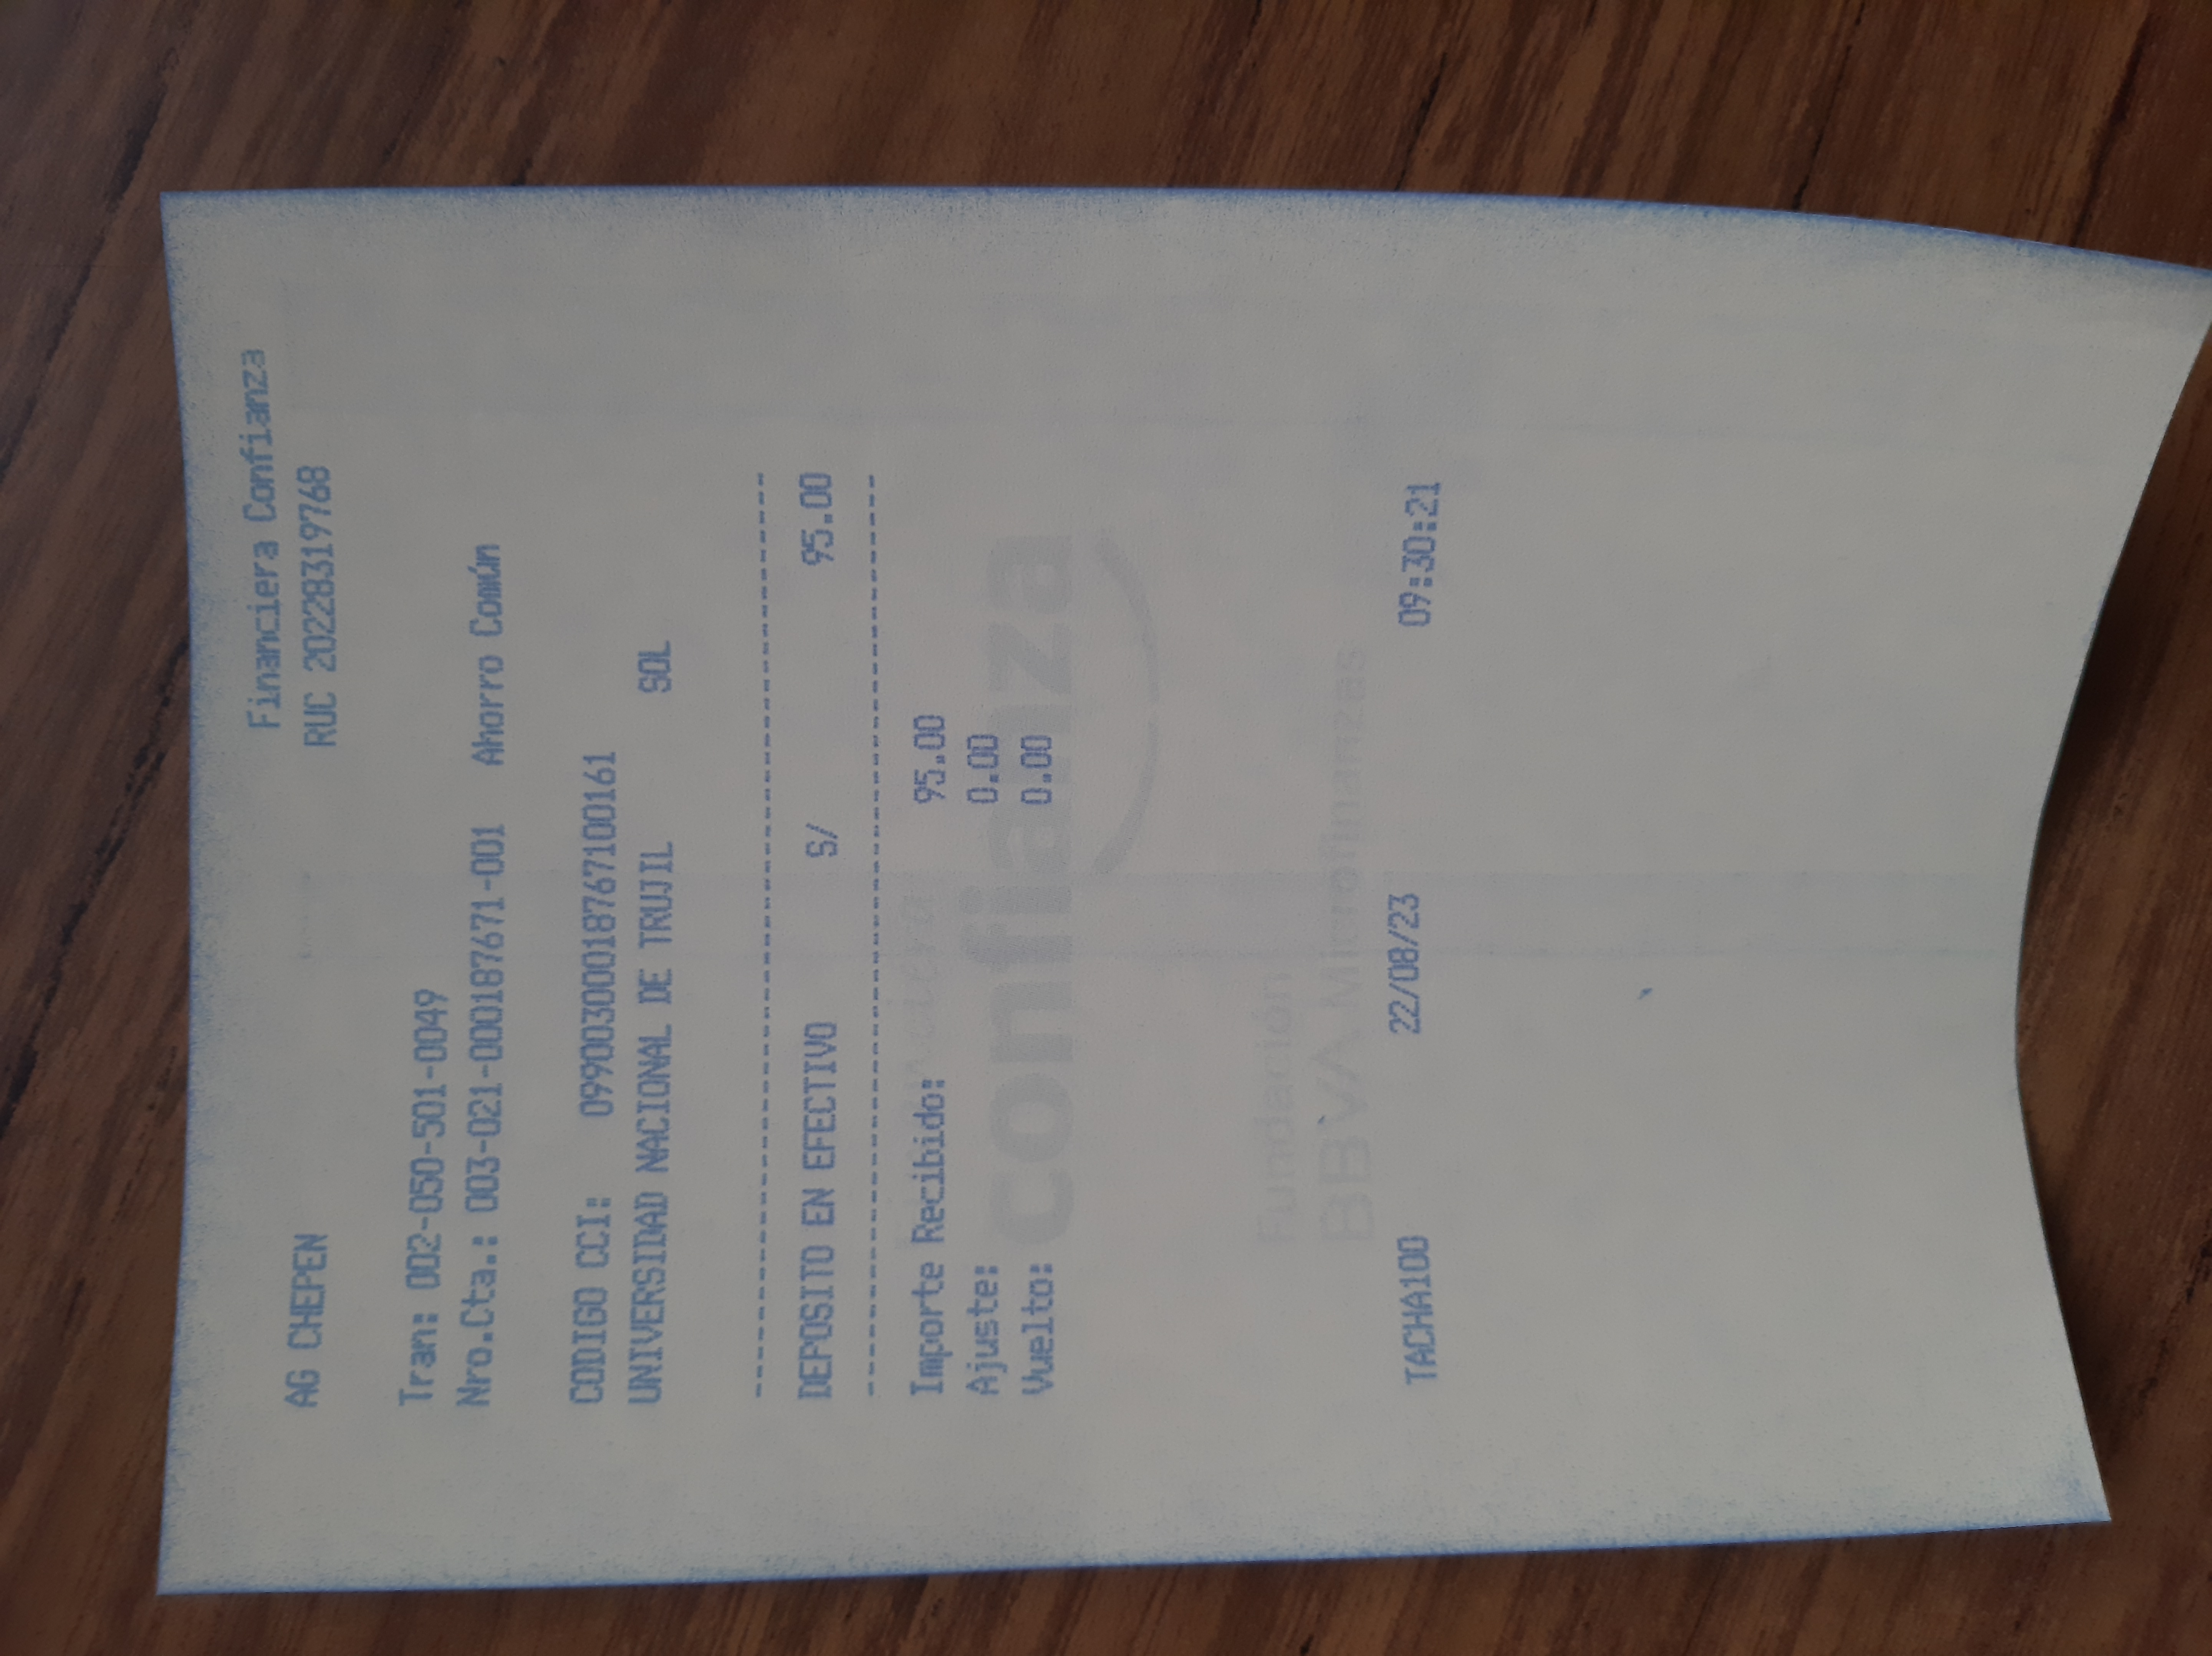 Financiera Confianza
AG CHEPEN RUC 20228319768
Tran: 002-050-501-0049
Nro.Cta.: 003-021-000187671-001 Ahorro Común
CODIGO CCI: 09900300018767100161
UNIVERSIDAD NACIONAL DE TRUJIL SOL
--------------------------------------------------
DEPOSITO EN EFECTIVO S/ 95.00
--------------------------------------------------
Importe Recibido: 95.00
Ajuste: 0.00
Vuelto: 0.00
confianza
Fundación
BBVA Microfinanzas
TACHA100 22/08/23 09:30:21